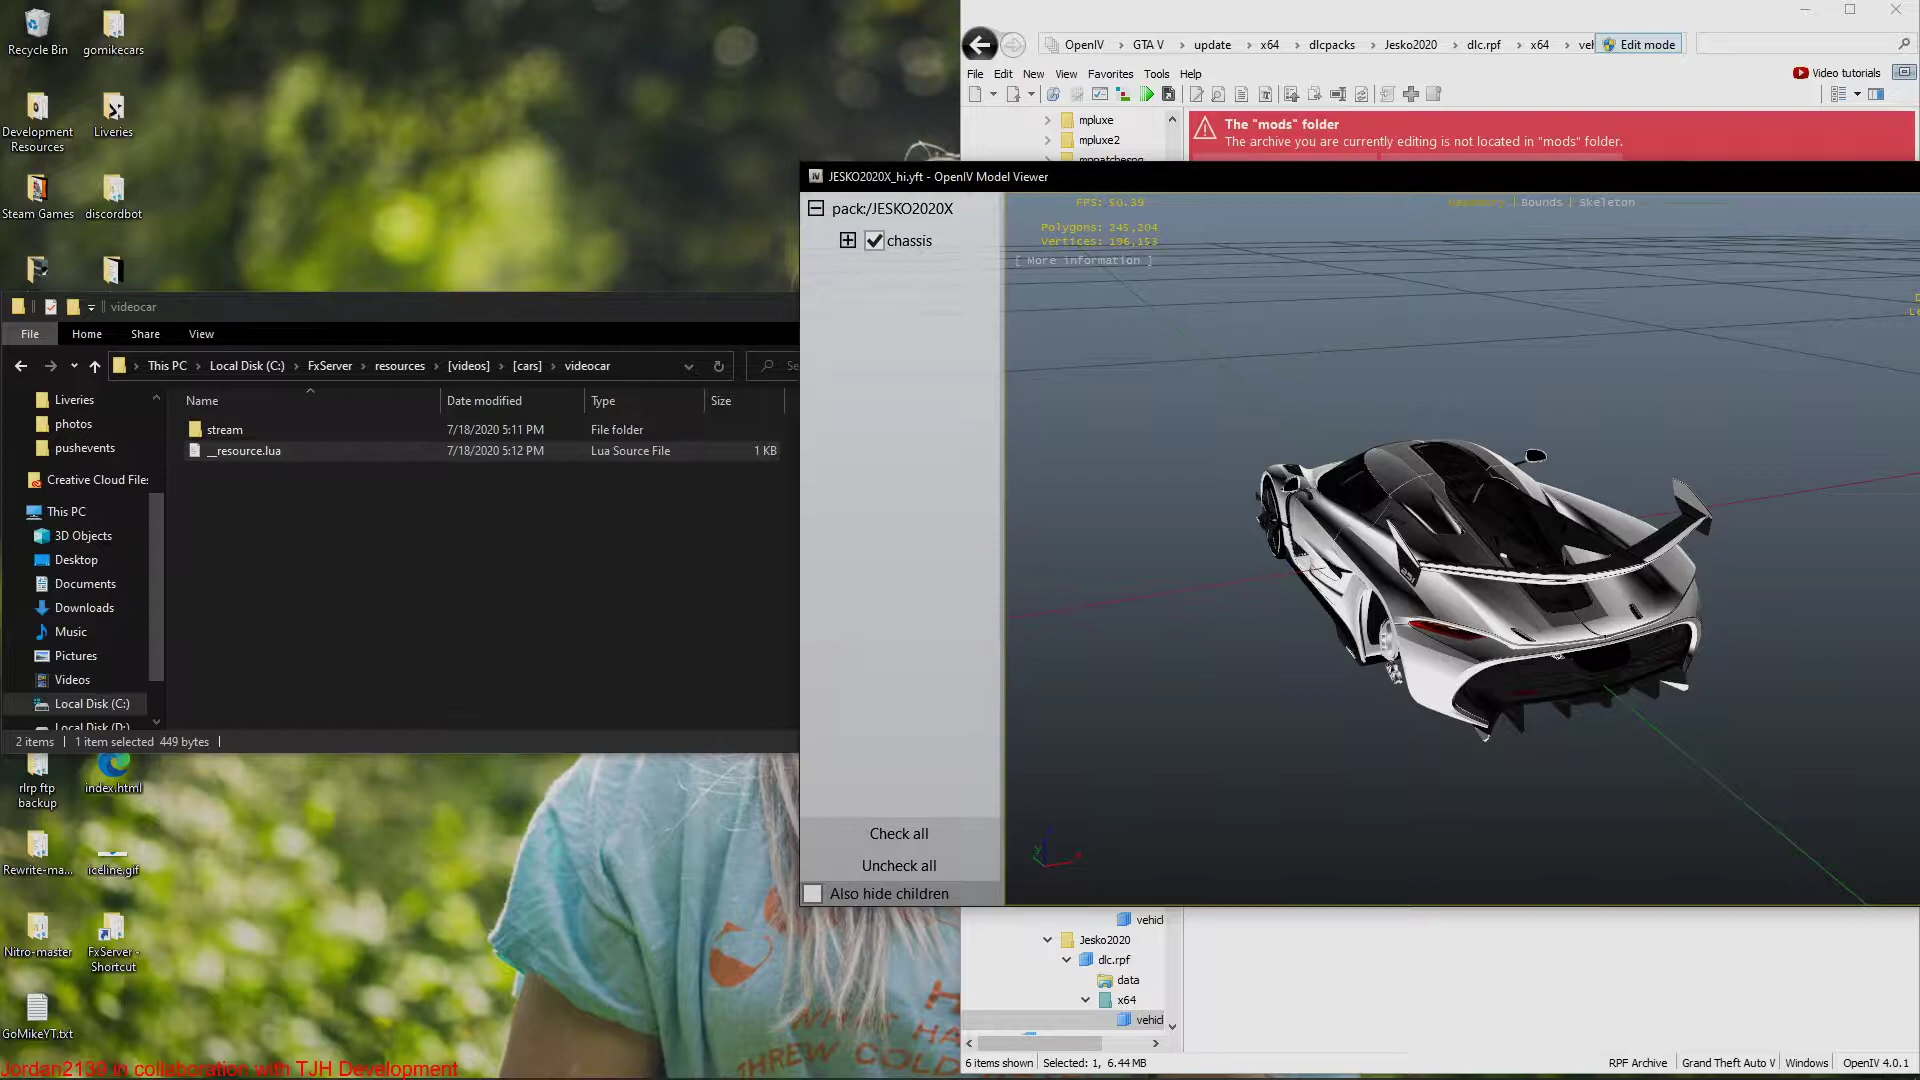 Recycle Bin
gomikecars
Development
Resources
Liveries
Steam Games
discordbot
videocar
File
Home
Share
View
This PC
Local Disk (C:)
FxServer
resources
[videos]
[cars]
videocar
Se
Name
Date modified
Type
Size
Liveries
photos
pushevents
Creative Cloud Files
This PC
3D Objects
Desktop
Documents
Downloads
Music
Pictures
Videos
Local Disk (C:)
Local Disk (D:)
stream
7/18/2020 5:11 PM
File folder
__resource.lua
7/18/2020 5:12 PM
Lua Source File
1 KB
2 items
1 item selected 449 bytes
rlrp ftp
backup
index.html
Rewrite-ma...
iceline.gif
Nitro-master
FxServer -
Shortcut
GoMikeYT.txt
Jordan2139 in collaboration with TJH Development
OpenIV
GTA V
update
x64
dlcpacks
Jesko2020
dlc.rpf
x64
vel
Edit mode
File
Edit
New
View
Favorites
Tools
Help
Video tutorials
mpluxe
mpluxe2
mppatchesng
The "mods" folder
The archive you are currently editing is not located in "mods" folder.
JESKO2020X_hi.yft - OpenIV Model Viewer
pack:/JESKO2020X
chassis
FPS: 50.39
Polygons: 245,204
Vertices: 196,153
[ More information ]
| Bounds | Skeleton
Check all
Uncheck all
Also hide children
vehicl
Jesko2020
dlc.rpf
data
x64
vehicl
6 items shown
Selected: 1, 6.44 MB
RPF Archive
Grand Theft Auto V
Windows
OpenIV 4.0.1